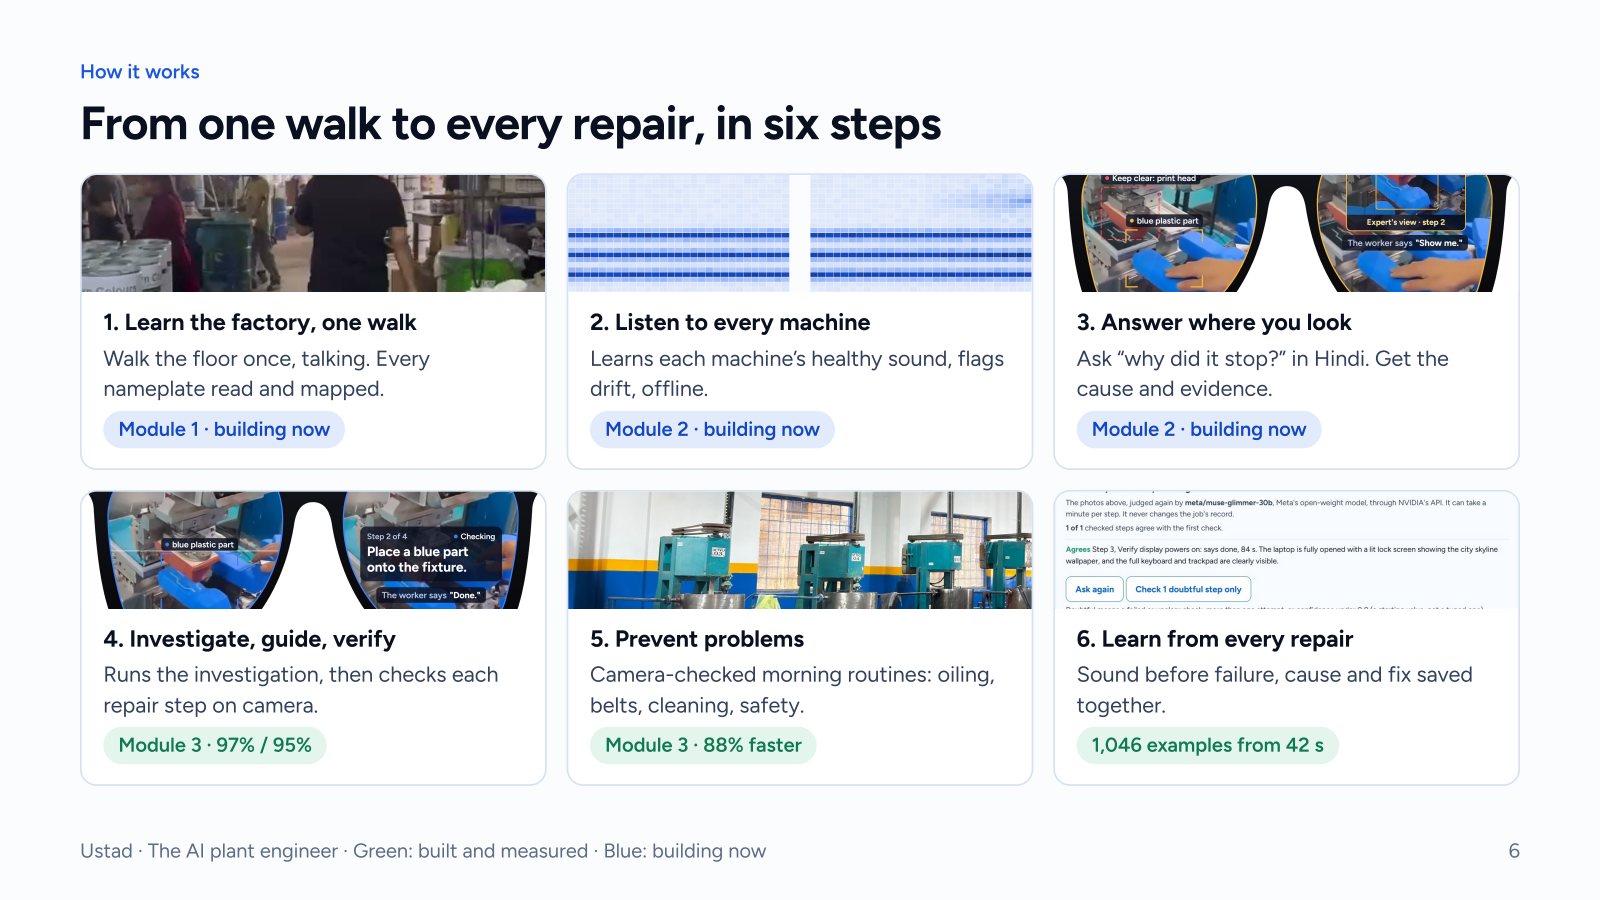 How it works
From one walk to every repair, in six steps
Keep clear: print head
blue plastic part
Expert's view · step 2
The worker says "Show me."
1. Learn the factory, one walk
Walk the floor once, talking. Every
nameplate read and mapped.
Module 1 · building now
2. Listen to every machine
Learns each machine’s healthy sound, flags
drift, offline.
Module 2 · building now
3. Answer where you look
Ask “why did it stop?” in Hindi. Get the
cause and evidence.
Module 2 · building now
blue plastic part
Step 2 of 4
Checking
Place a blue part
onto the fixture.
The worker says "Done."
The photos above, judged again by meta/muse-glimmer-30b, Meta's open-weight model, through NVIDIA's API. It can take a
minute per step. It never changes the job's record.
1 of 1 checked steps agree with the first check.
Agrees Step 3, Verify display powers on: says done, 84 s. The laptop is fully opened with a lit lock screen showing the city skyline
wallpaper, and the full keyboard and trackpad are clearly visible.
Ask again
Check 1 doubtful step only
4. Investigate, guide, verify
Runs the investigation, then checks each
repair step on camera.
Module 3 · 97% / 95%
5. Prevent problems
Camera-checked morning routines: oiling,
belts, cleaning, safety.
Module 3 · 88% faster
6. Learn from every repair
Sound before failure, cause and fix saved
together.
1,046 examples from 42 s
Ustad · The AI plant engineer · Green: built and measured · Blue: building now
6